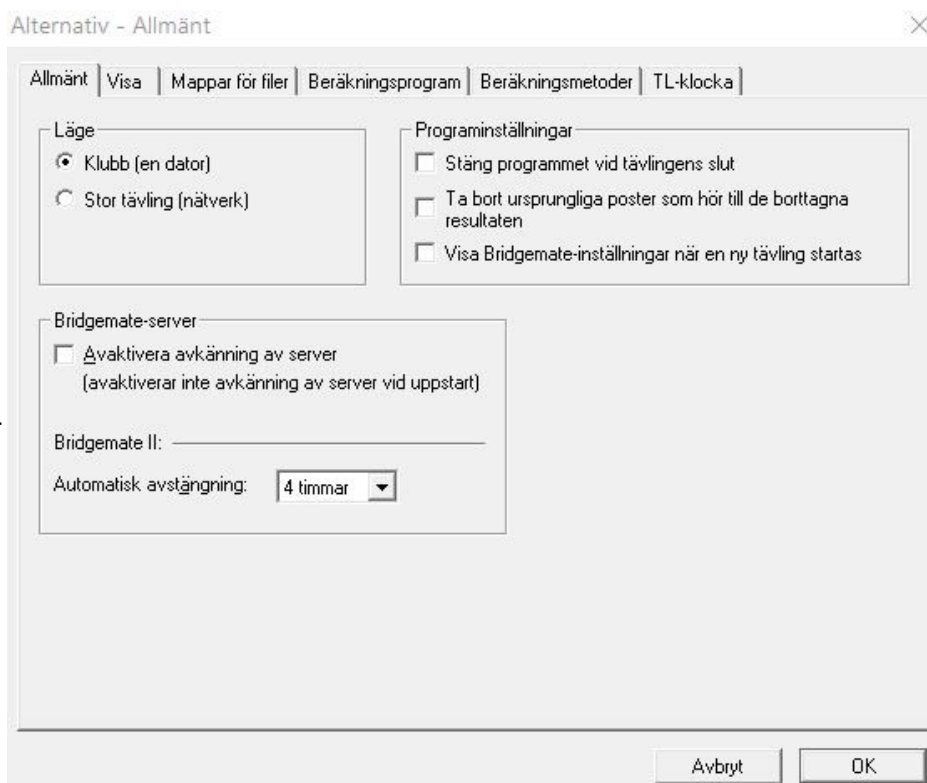 Alternativ - Allmänt
Allmänt
Visa
Mappar för filer
Beräkningsprogram
Beräkningsmetoder
TL-klocka
Läge
Klubb (en dator)
Stor tävling (nätverk)
Programinställningar
Stäng programmet vid tävlingens slut
Ta bort ursprungliga poster som hör till de borttagna
resultaten
Visa Bridgemate-inställningar när en ny tävling startas
Bridgemate-server
Avaktivera avkänning av server
(avaktiverar inte avkänning av server vid uppstart)
Bridgemate II:
Automatisk avstängning:
4 timmar
Avbryt
OK